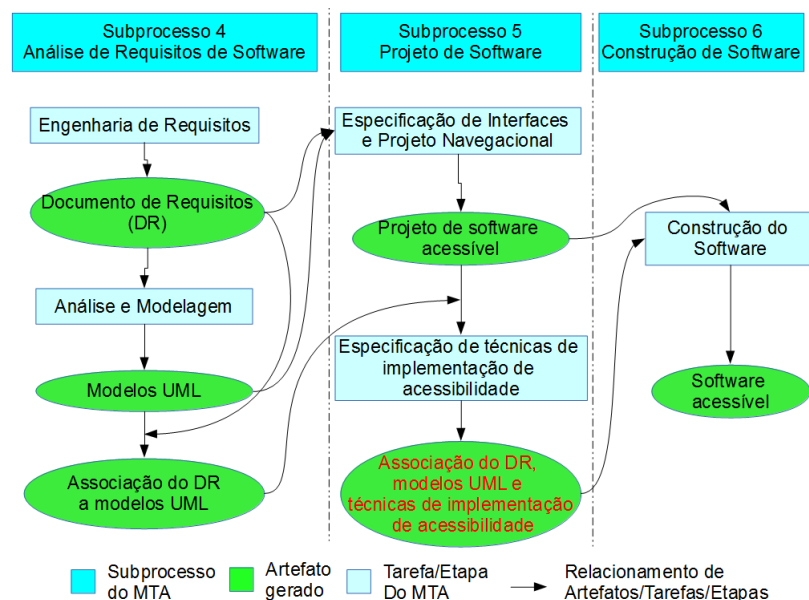 Subprocesso 4
Análise de Requisitos de Software
Subprocesso 5
Projeto de Software
Subprocesso 6
Construção de Software
Engenharia de Requisitos
Documento de Requisitos
(DR)
Análise e Modelagem
Modelos UML
Associação do DR
a modelos UML
Especificação de Interfaces
e Projeto Navegacional
Projeto de software
acessível
Especificação de técnicas de
implementação de
acessibilidade
Associação do DR,
modelos UML e
técnicas de implementação
de acessibilidade
Construção do
Software
Software
acessível
Subprocesso
do MTA
Artefato
gerado
Tarefa/Etapa
Do MTA
Relacionamento de
Artefatos/Tarefas/Etapas